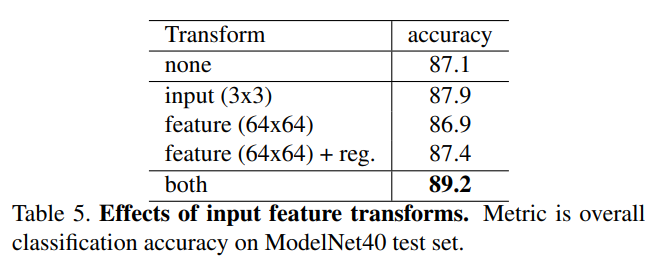 Transform accuracy
none 87.1
input (3x3) 87.9
feature (64x64) 86.9
feature (64x64) + reg. 87.4
both 89.2
Table 5. Effects of input feature transforms. Metric is overall
classification accuracy on ModelNet40 test set.